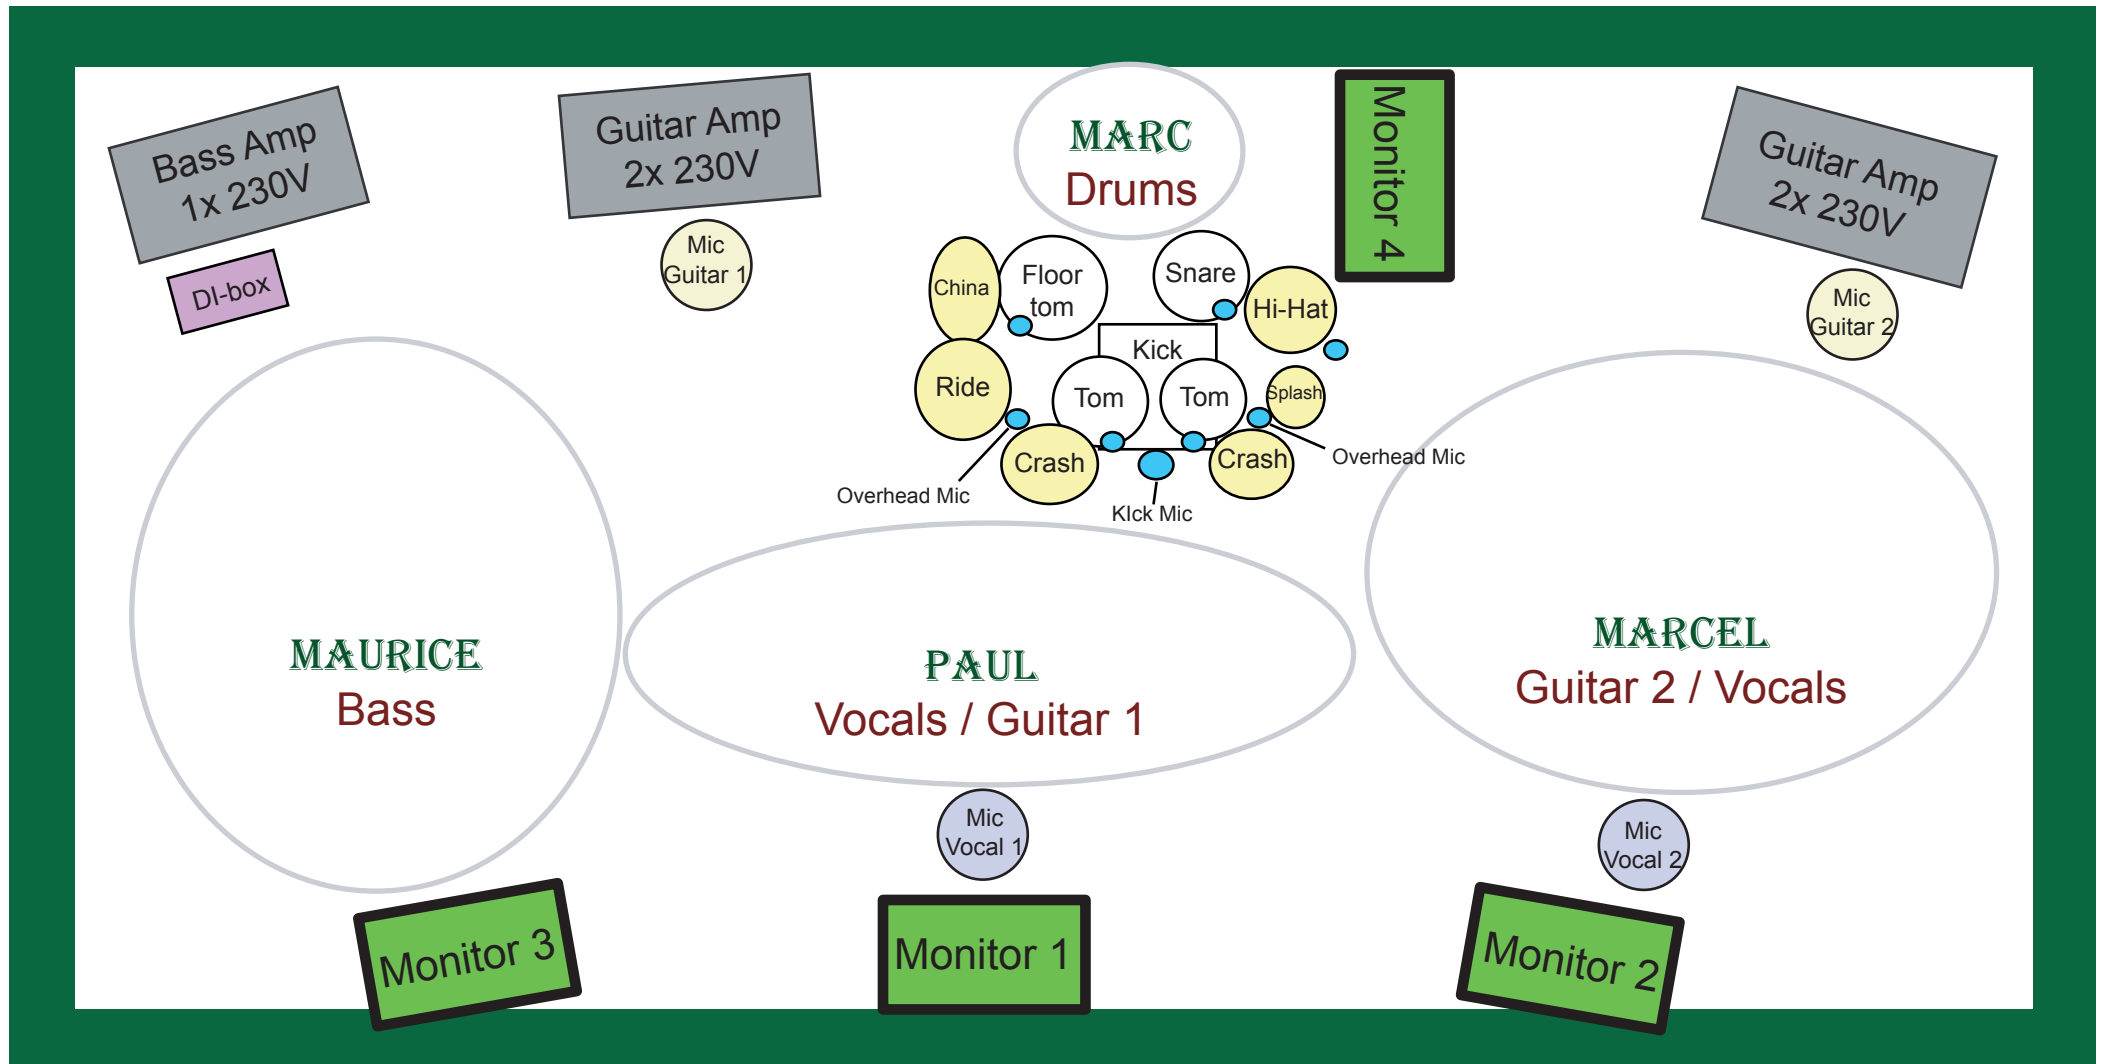 Bass Amp
1x 230V
DI-box
Guitar Amp
2x 230V
Mic
Guitar 1
MARC
Drums
Monitor 4
Guitar Amp
2x 230V
Mic
Guitar 2
China
Floor
tom
Snare
Hi-Hat
Kick
Ride
Tom
Tom
Splash
Crash
Crash
Overhead Mic
Overhead Mic
KIck Mic
MAURICE
Bass
PAUL
Vocals / Guitar 1
MARCEL
Guitar 2 / Vocals
Mic
Vocal 1
Mic
Vocal 2
Monitor 3
Monitor 1
Monitor 2